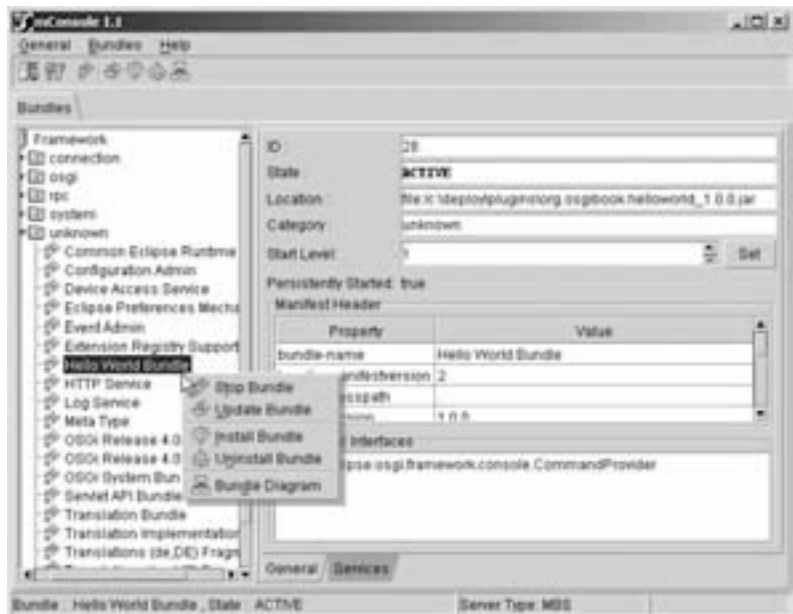 mConsole 1.1
General Bundles Help
Bundles
Framework
connection
osgi
rpc
system
unknown
Common Eclipse Runtime
Configuration Admin
Device Access Service
Eclipse Preferences Mecha
Event Admin
Extension Registry Support
Hello World Bundle
HTTP Service
Log Service
Meta Type
OSGi Release 4.0
OSGi Release 4.0
OSGi System Bun
Servlet API Bundle
Translation Bundle
Translation Implementation
Translations (de_DE) Fragm
Stop Bundle
Update Bundle
Install Bundle
Uninstall Bundle
Bundle Diagram
ID 28
State ACTIVE
Location file:x:\deploy\plugins\org.osgibook.helloworld_1.0.0.jar
Category unknown
Start Level 5 Set
Persistently Started: true
Manifest Header
Property Value
bundle-name Hello World Bundle
manifestversion 2
classpath
1.0.0
Interfaces
eclipse.osgi.framework.console.CommandProvider
General Services
Bundle : Hello World Bundle , State : ACTIVE Server Type: MBS